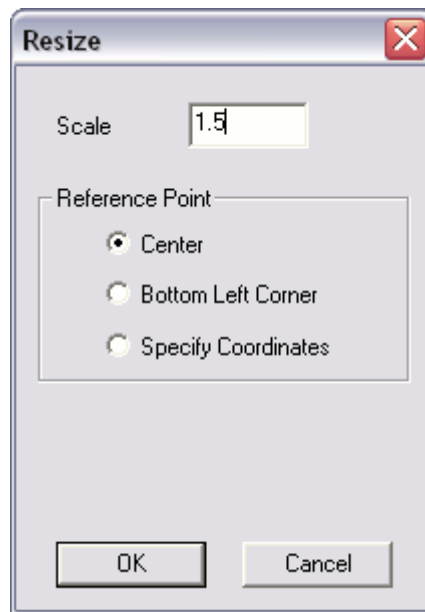 Resize
Scale 1.5
Reference Point
Center
Bottom Left Corner
Specify Coordinates
OK Cancel